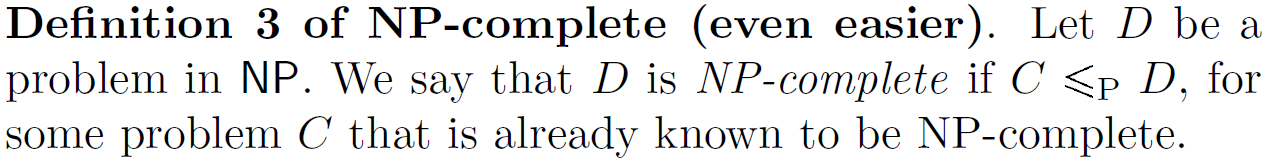 Definition 3 of NP-complete (even easier). Let D be a
problem in NP. We say that D is NP-complete if C ⩽P D, for
some problem C that is already known to be NP-complete.